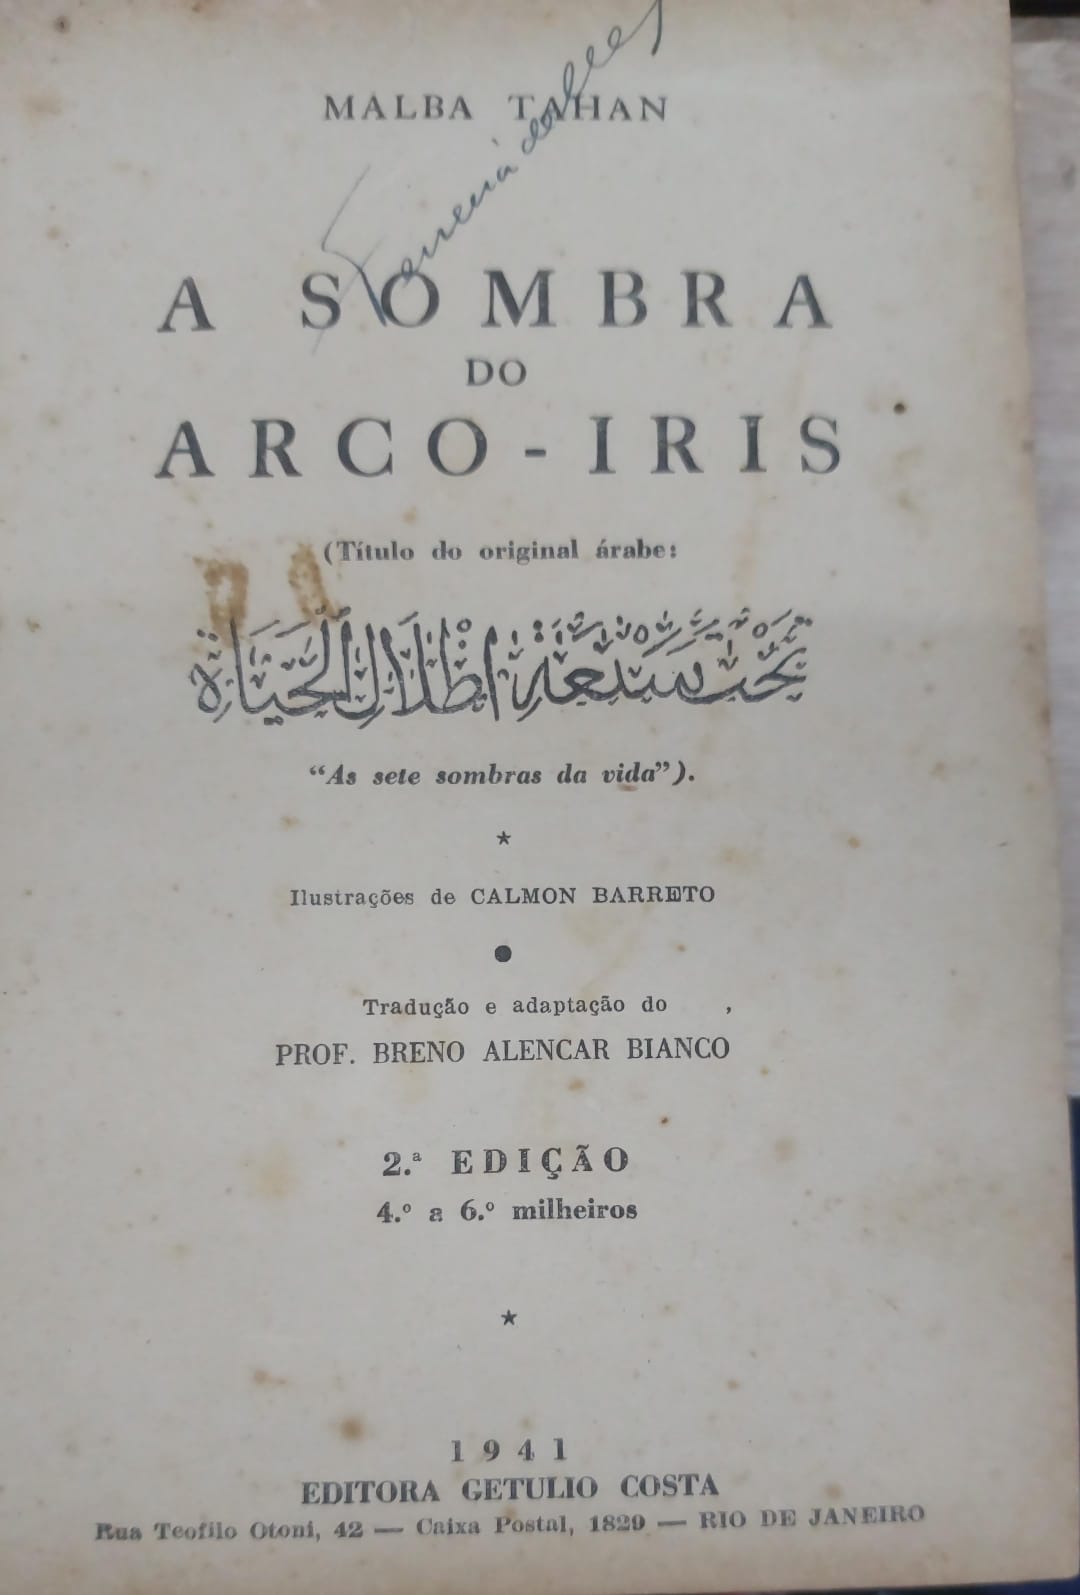 MALBA TAHAN
A SOMBRA
DO
ARCO-IRIS
(Título do original árabe:
تحت سبعة اظلال الحياة
“As sete sombras da vida”).
★
Ilustrações de CALMON BARRETO
●
Tradução e adaptação do ,
PROF. BRENO ALENCAR BIANCO
2.ª EDIÇÃO
4.º a 6.º milheiros
★
1941
EDITORA GETULIO COSTA
Rua Teofilo Otoni, 42 — Caixa Postal, 1829 — RIO DE JANEIRO